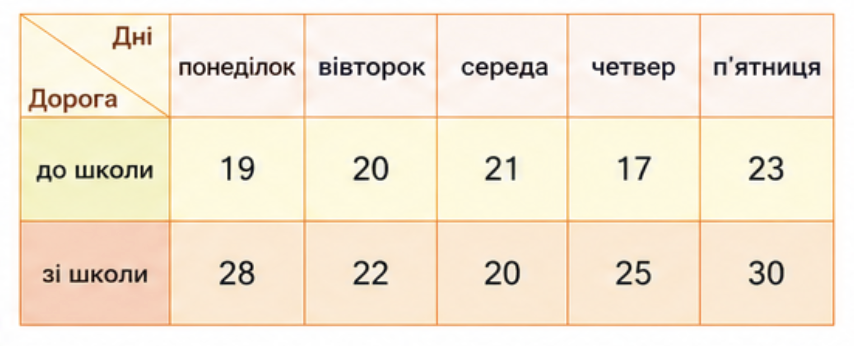 Дні
Дорога
понеділок вівторок середа четвер п'ятниця
до школи 19 20 21 17 23
зі школи 28 22 20 25 30